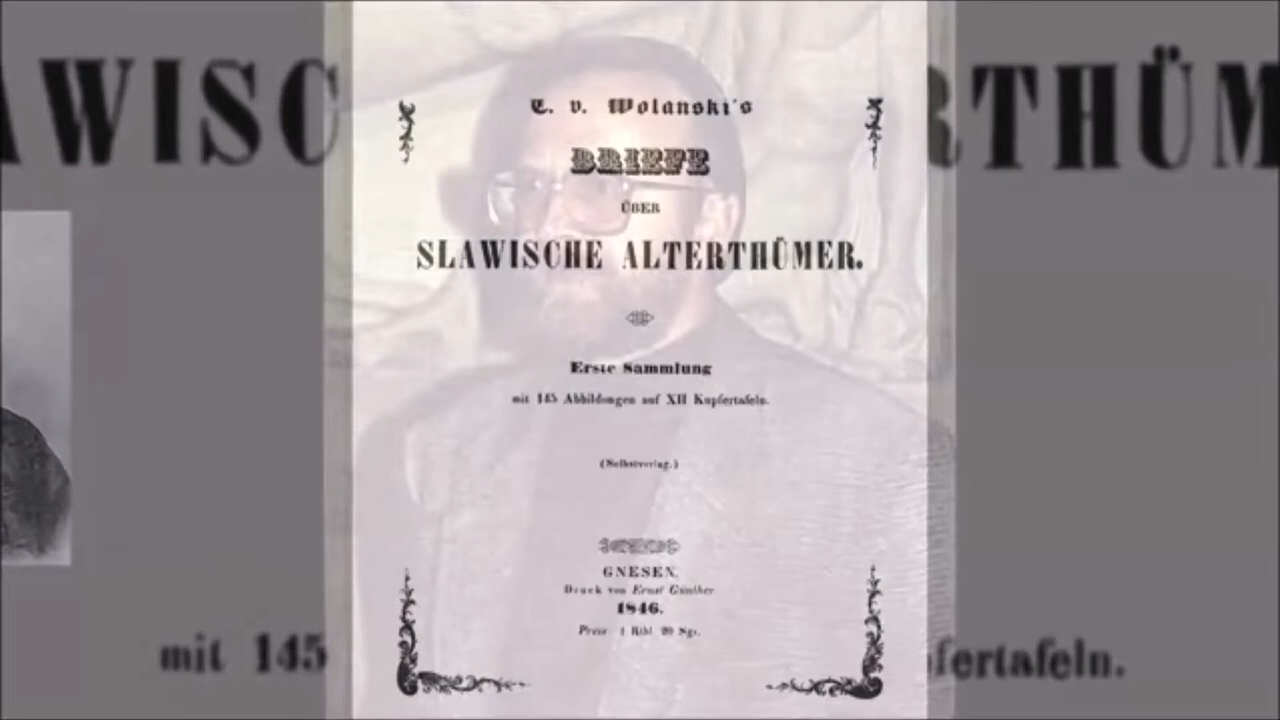 T. v. Wolanski's
BRIEFE
ÜBER
SLAWISCHE ALTERTHÜMER.
Erste Sammlung
mit 145 Abbildungen auf XII Kupfertafeln.
(Selbstverlag.)
GNESEN,
Druck von Ernst Günther
1846.
Preis 1 Rthl 20 Sgr.
AWISC
RTHÜM
mit 145
fertafeln.